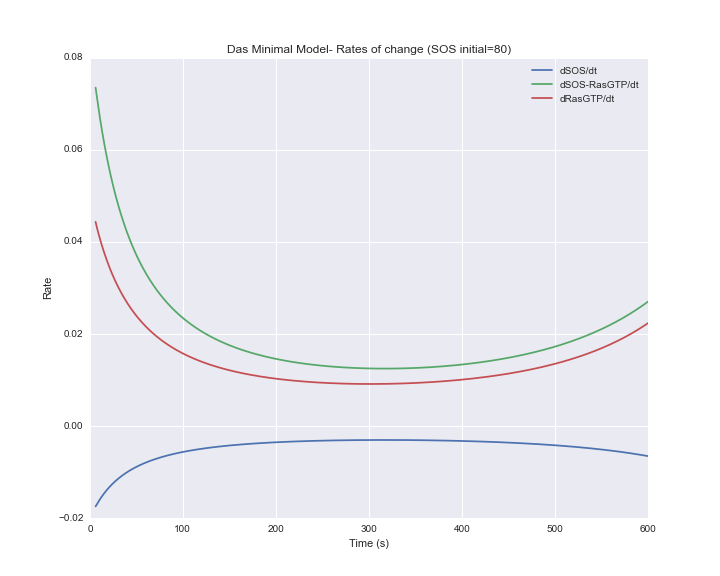 Das Minimal Model- Rates of change (SOS initial=80)
dSOS/dt
dSOS-RasGTP/dt
dRasGTP/dt
0.08
0.06
0.04
0.02
0.00
−0.02
Rate
0 100 200 300 400 500 600
Time (s)